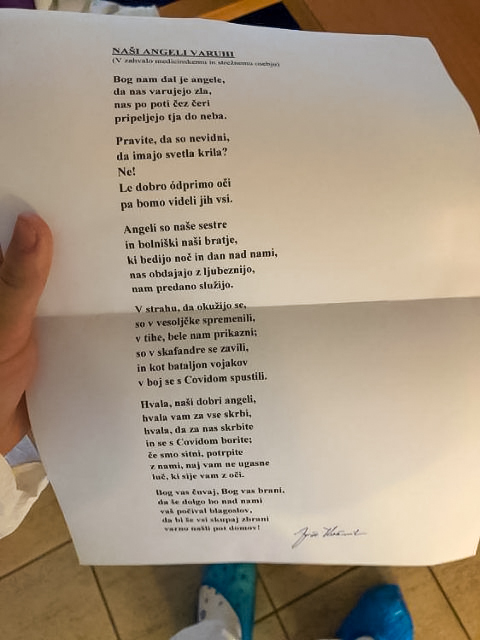 NAŠI ANGELI VARUHI
(V zahvalo medicinskemu in strežnemu osebju)
Bog nam dal je angele,
da nas varujejo zla,
nas po poti čez čeri
pripeljejo tja do neba.
Pravite, da so nevidni,
da imajo svetla krila?
Ne!
Le dobro ódprimo oči
pa bomo videli jih vsi.
Angeli so naše sestre
in bolniški naši bratje,
ki bedijo noč in dan nad nami,
nas obdajajo z ljubeznijo,
nam predano služijo.
V strahu, da okužijo se,
so v vesoljčke spremenili,
v tihe, bele nam prikazni;
so v skafandre se zavili,
in kot bataljon vojakov
v boj se s Covidom spustili.
Hvala, naši dobri angeli,
hvala vam za vse skrbi,
hvala, da za nas skrbite
in se s Covidom borite;
če smo sitni, potrpite
z nami, naj vam ne ugasne
luč, ki sije vam z oči.
Bog vas čuvaj, Bog vas brani,
da še dolgo bo nad nami
vaš počival blagoslov,
da bi še vsi skupaj zbrani
varno našli pot domov!